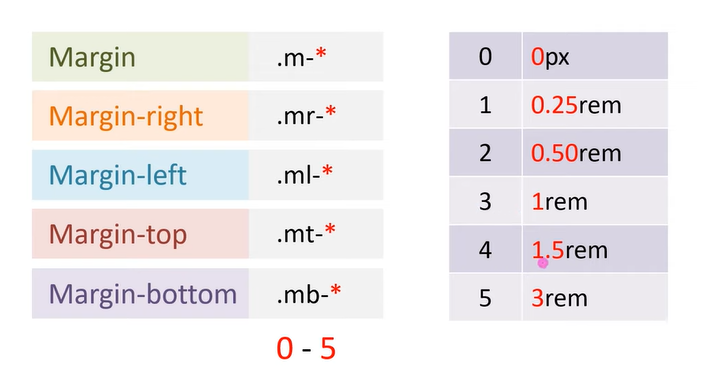 Margin .m-*
Margin-right .mr-*
Margin-left .ml-*
Margin-top .mt-*
Margin-bottom .mb-*
0 - 5
0 0px
1 0.25rem
2 0.50rem
3 1rem
4 1.5rem
5 3rem